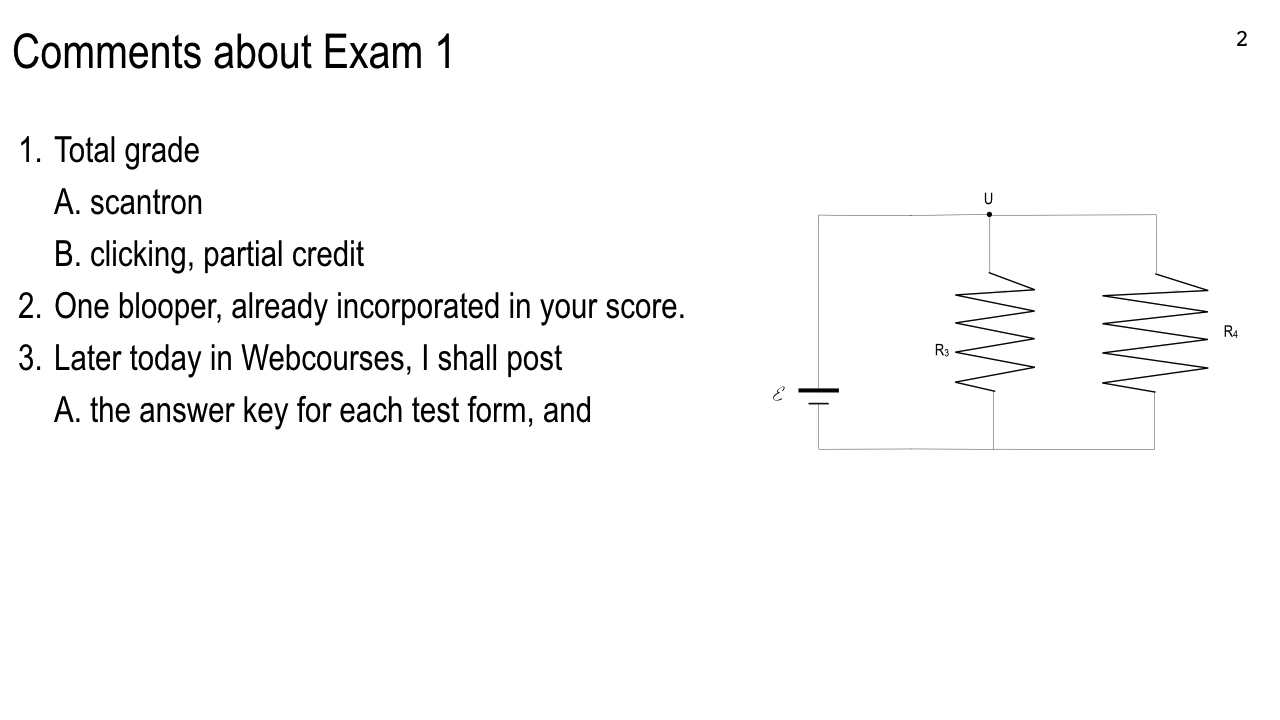 Comments about Exam 1
2
1. Total grade
A. scantron
B. clicking, partial credit
2. One blooper, already incorporated in your score.
3. Later today in Webcourses, I shall post
A. the answer key for each test form, and
U
R₃
R₄
ℰ